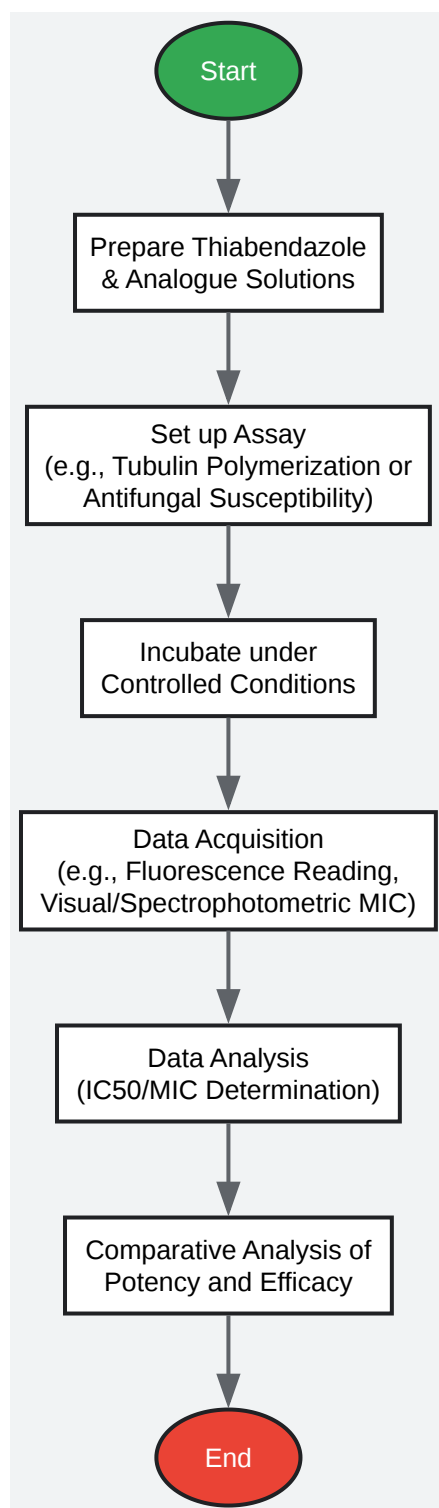 Start
Prepare Thiabendazole
& Analogue Solutions
Set up Assay
(e.g., Tubulin Polymerization or
Antifungal Susceptibility)
Incubate under
Controlled Conditions
Data Acquisition
(e.g., Fluorescence Reading,
Visual/Spectrophotometric MIC)
Data Analysis
(IC50/MIC Determination)
Comparative Analysis of
Potency and Efficacy
End